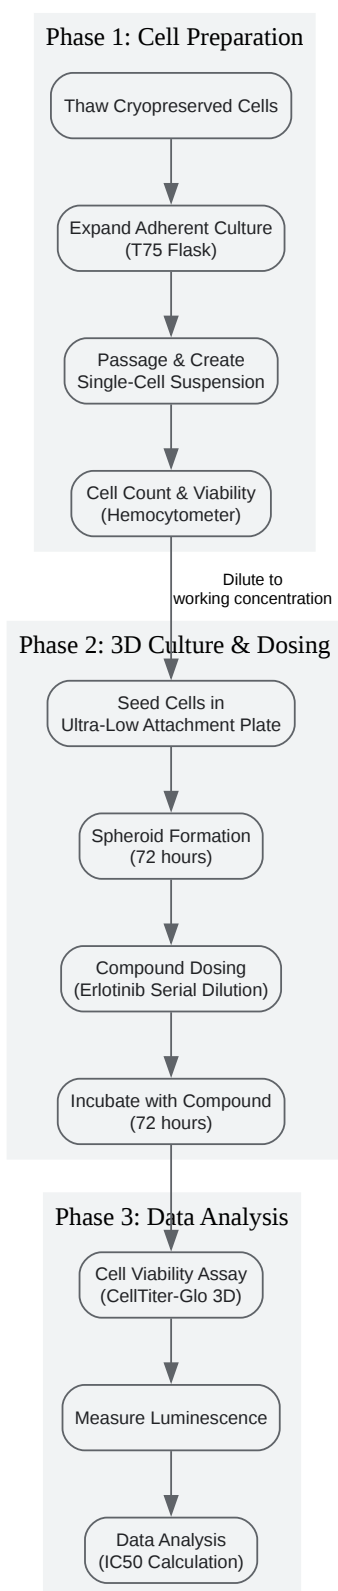 Phase 1: Cell Preparation
Thaw Cryopreserved Cells
Expand Adherent Culture
(T75 Flask)
Passage & Create
Single-Cell Suspension
Cell Count & Viability
(Hemocytometer)
Dilute to
working concentration
Phase 2: 3D Culture & Dosing
Seed Cells in
Ultra-Low Attachment Plate
Spheroid Formation
(72 hours)
Compound Dosing
(Erlotinib Serial Dilution)
Incubate with Compound
(72 hours)
Phase 3: Data Analysis
Cell Viability Assay
(CellTiter-Glo 3D)
Measure Luminescence
Data Analysis
(IC50 Calculation)